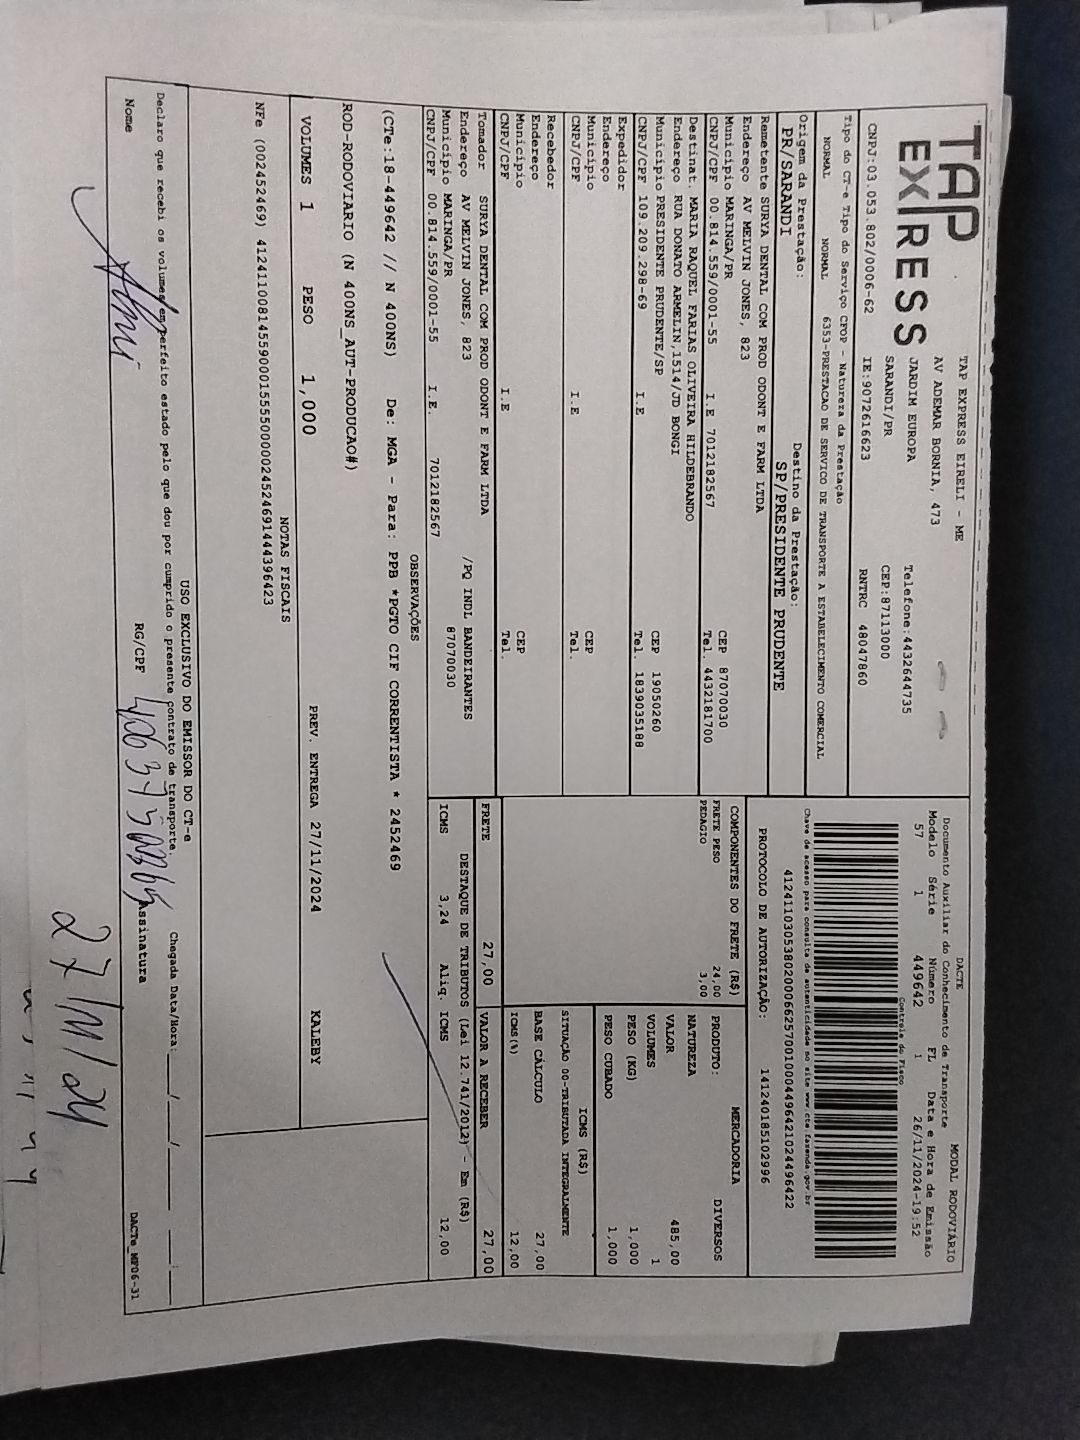 TAP
EXPRESS
TAP EXPRESS EIRELI - ME
AV ADEMAR BORNIA, 473
JARDIM EUROPA
Telefone:4432644735
SARANDI/PR
CEP:87113000
CNPJ:03.053.802/0006-62
IE:9072616623
RNTRC 48047860
Tipo do CT-e Tipo do Serviço CFOP - Natureza da Prestação
NORMAL NORMAL 6353-PRESTACAO DE SERVICO DE TRANSPORTE A ESTABELECIMENTO COMERCIAL
Origem da Prestação: Destino da Prestação:
PR/SARANDI SP/PRESIDENTE PRUDENTE
Remetente SURYA DENTAL COM PROD ODONT E FARM LTDA
Endereço AV MELVIN JONES, 823
Município MARINGA/PR CEP 87070030
CNPJ/CPF 00.814.559/0001-55 I.E 7012182567 Tel. 4432181700
Destinat. MARIA RAQUEL FARIAS OLIVEIRA HILDEBRANDO
Endereço RUA DONATO ARMELIN,1514/JD BONGI
Município PRESIDENTE PRUDENTE/SP CEP 19050260
CNPJ/CPF 109.209.298-69 I.E Tel. 1839035188
Expedidor
Endereço
Município CEP
CNPJ/CPF I.E Tel.
Recebedor
Endereço
Município CEP
CNPJ/CPF I.E Tel.
Tomador SURYA DENTAL COM PROD ODONT E FARM LTDA
Endereço AV MELVIN JONES, 823 /PQ INDL BANDEIRANTES
Município MARINGA/PR 87070030
CNPJ/CPF 00.814.559/0001-55 I.E. 7012182567
DACTE MODAL RODOVIÁRIO
Documento Auxiliar do Conhecimento de Transporte
Modelo Série Número FL Data e Hora de Emissão
57 1 449642 1 26/11/2024-19:52
Controle do Fisco
Chave de acesso para consulta de autenticidade no site www.cte.fazenda.gov.br
41241103053802000662570010004496421024496422
PROTOCOLO DE AUTORIZAÇÃO: 141240185102996
COMPONENTES DO FRETE (R$)
FRETE PESO 24,00
PEDAGIO 3,00
PRODUTO: MERCADORIA
NATUREZA DIVERSOS
VALOR 485,00
VOLUMES 1
PESO (KG) 1,000
PESO CUBADO 1,000
ICMS (R$)
SITUAÇÃO 00-TRIBUTADA INTEGRALMENTE
BASE CÁLCULO 27,00
ICMS(%) 12,00
FRETE 27,00 VALOR A RECEBER 27,00
DESTAQUE DE TRIBUTOS (Lei 12.741/2012) - Em (R$)
ICMS 3,24 Aliq. ICMS 12,00
OBSERVAÇÕES
(CTe:18-449642 // N 400NS) De: MGA - Para: PPB *PGTO CIF CORRENTISTA * 2452469
ROD-RODOVIARIO (N 400NS_AUT-PRODUCAO#)
VOLUMES 1 PESO 1,000 PREV. ENTREGA 27/11/2024 KALEBY
NOTAS FISCAIS
NFe (002452469) 41241100814559000155550000024524691444396423
USO EXCLUSIVO DO EMISSOR DO CT-e
Declaro que recebi os volumes em perfeito estado pelo que dou por cumprido o presente contrato de transporte. Chegada Data/Hora: ____/____/____ ____:____
Nome RG/CPF Assinatura
DACTe_MF06-31
27/11/24